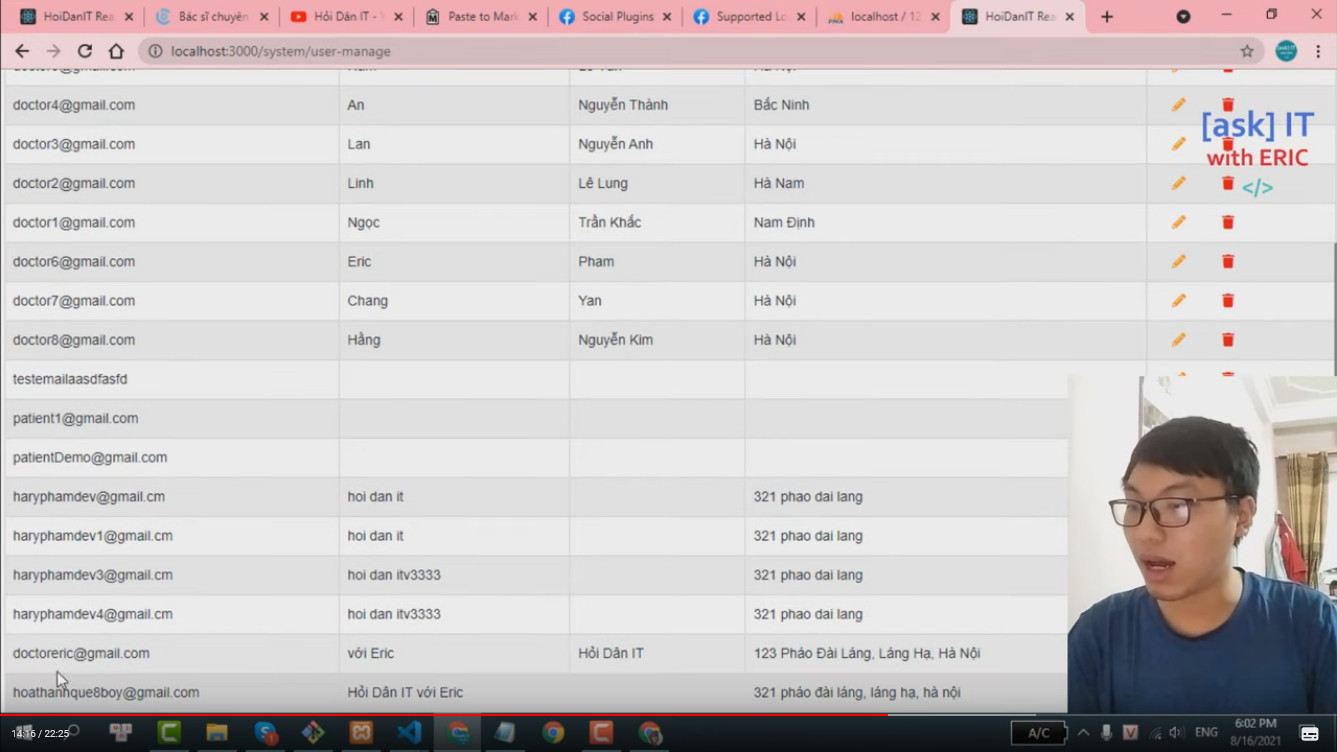 HoiDanIT Rea
Bác sĩ chuyên
Hỏi Dân IT - Y
Paste to Mark
Social Plugins
Supported Lo
localhost / 12
HoiDanIT Rea
localhost:3000/system/user-manage
doctor4@gmail.com An Nguyễn Thành Bắc Ninh
[ask] IT
doctor3@gmail.com Lan Nguyễn Anh Hà Nội
with ERIC
doctor2@gmail.com Linh Lê Lung Hà Nam
</>
doctor1@gmail.com Ngọc Trần Khắc Nam Định
doctor6@gmail.com Eric Pham Hà Nội
doctor7@gmail.com Chang Yan Hà Nội
doctor8@gmail.com Hằng Nguyễn Kim Hà Nội
testemailaasdfasfd
patient1@gmail.com
patientDemo@gmail.com
haryphamdev@gmail.cm hoi dan it 321 phao dai lang
haryphamdev1@gmail.cm hoi dan it 321 phao dai lang
haryphamdev3@gmail.cm hoi dan itv3333 321 phao dai lang
haryphamdev4@gmail.cm hoi dan itv3333 321 phao dai lang
doctoreric@gmail.com với Eric Hỏi Dân IT 123 Pháo Đài Láng, Láng Hạ, Hà Nội
hoathanhque8boy@gmail.com Hỏi Dân IT với Eric 321 pháo đài láng, láng hạ, hà nội
14:16 / 22:25
A/C
ENG
6:02 PM
8/16/2021